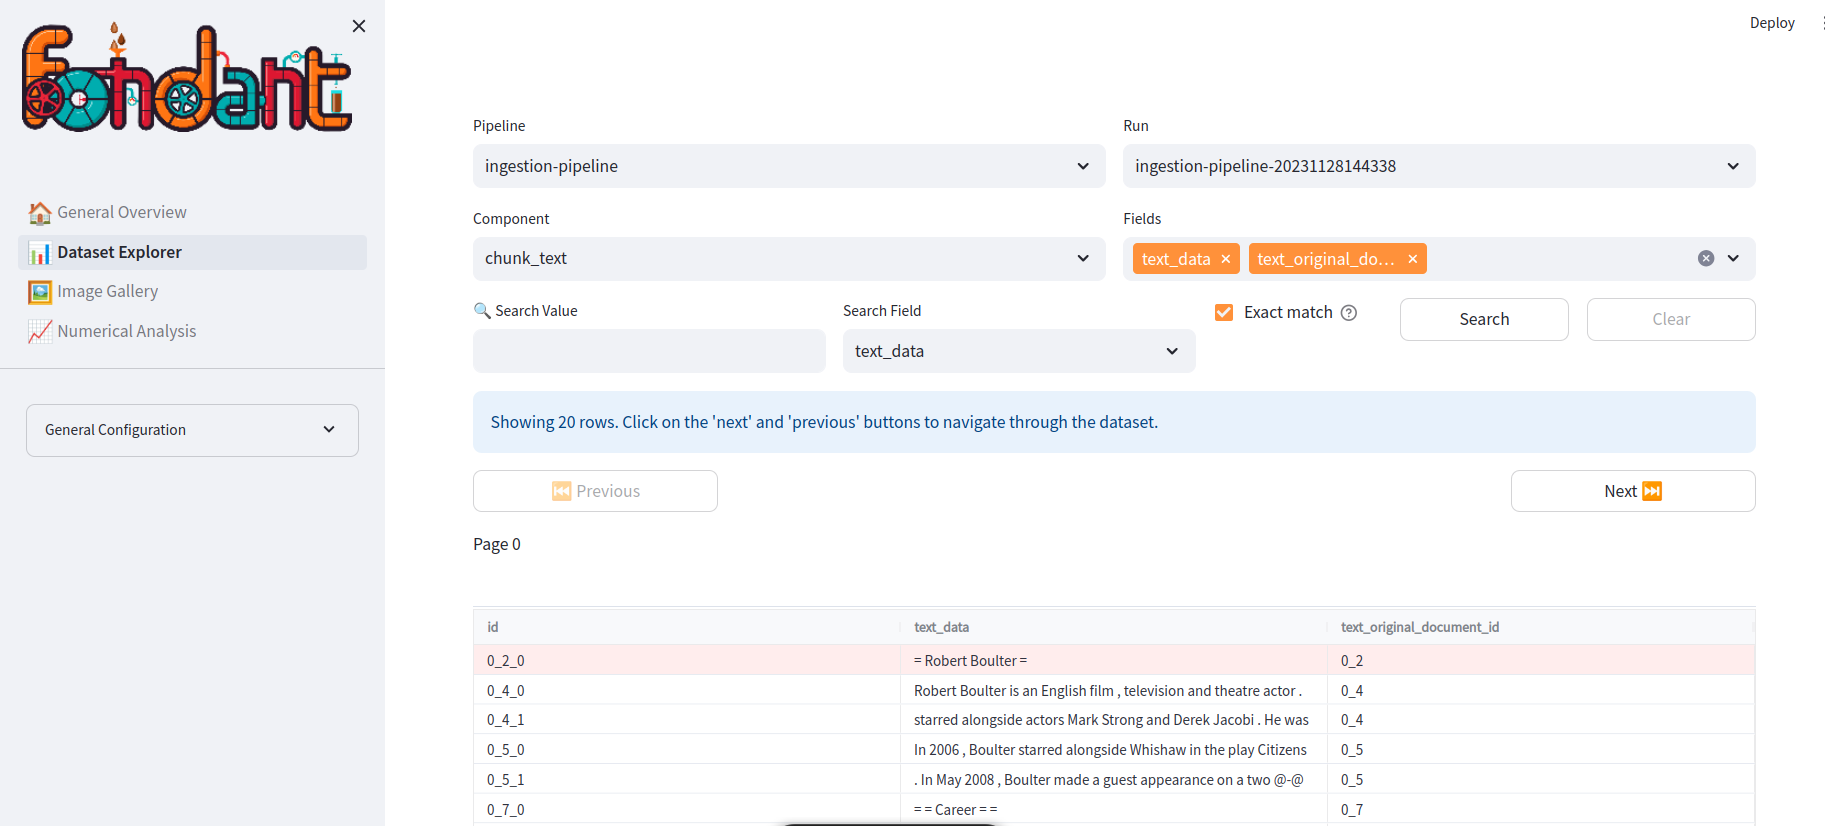 fondant
Deploy
General Overview
Dataset Explorer
Image Gallery
Numerical Analysis
General Configuration
Pipeline
Run
ingestion-pipeline
ingestion-pipeline-20231128144338
Component
Fields
chunk_text
text_data
text_original_do...
Search Value
Search Field
Exact match
Search
Clear
text_data
Showing 20 rows. Click on the 'next' and 'previous' buttons to navigate through the dataset.
Previous
Next
Page 0
id text_data text_original_document_id
0_2_0 = Robert Boulter = 0_2
0_4_0 Robert Boulter is an English film , television and theatre actor . 0_4
0_4_1 starred alongside actors Mark Strong and Derek Jacobi . He was 0_4
0_5_0 In 2006 , Boulter starred alongside Whishaw in the play Citizens 0_5
0_5_1 . In May 2008 , Boulter made a guest appearance on a two @-@ 0_5
0_7_0 = = Career = = 0_7